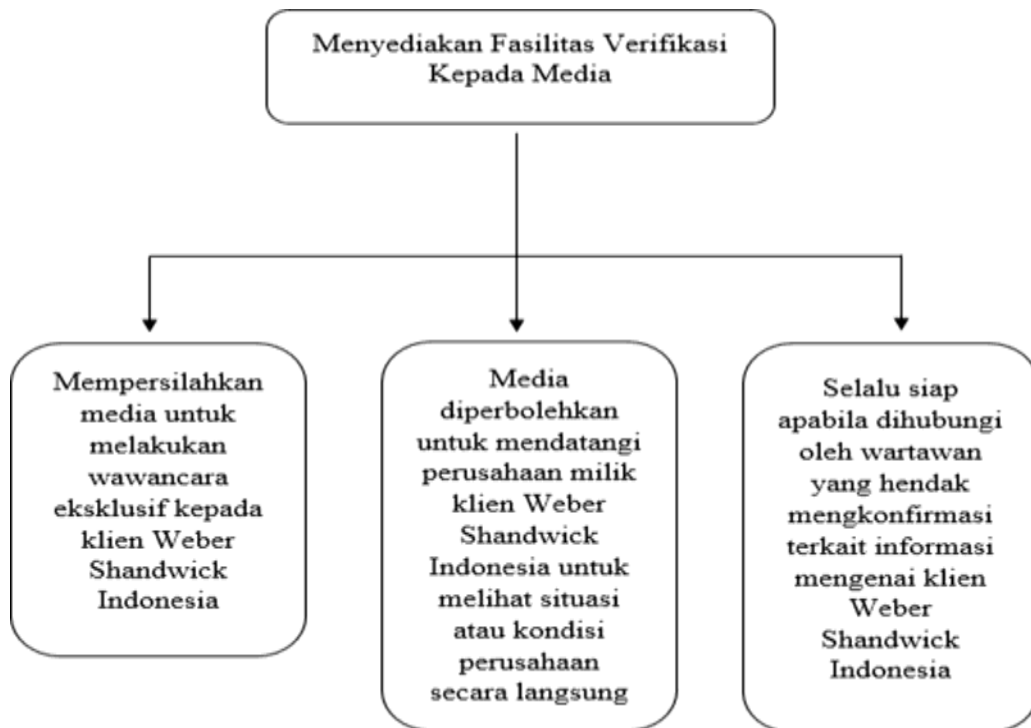 Menyediakan Fasilitas Verifikasi
Kepada Media
Mempersilahkan
media untuk
melakukan
wawancara
eksklusif kepada
klien Weber
Shandwick
Indonesia
Media
diperbolehkan
untuk mendatangi
perusahaan milik
klien Weber
Shandwick
Indonesia untuk
melihat situasi
atau kondisi
perusahaan
secara langsung
Selalu siap
apabila dihubungi
oleh wartawan
yang hendak
mengkonfirmasi
terkait informasi
mengenai klien
Weber
Shandwick
Indonesia